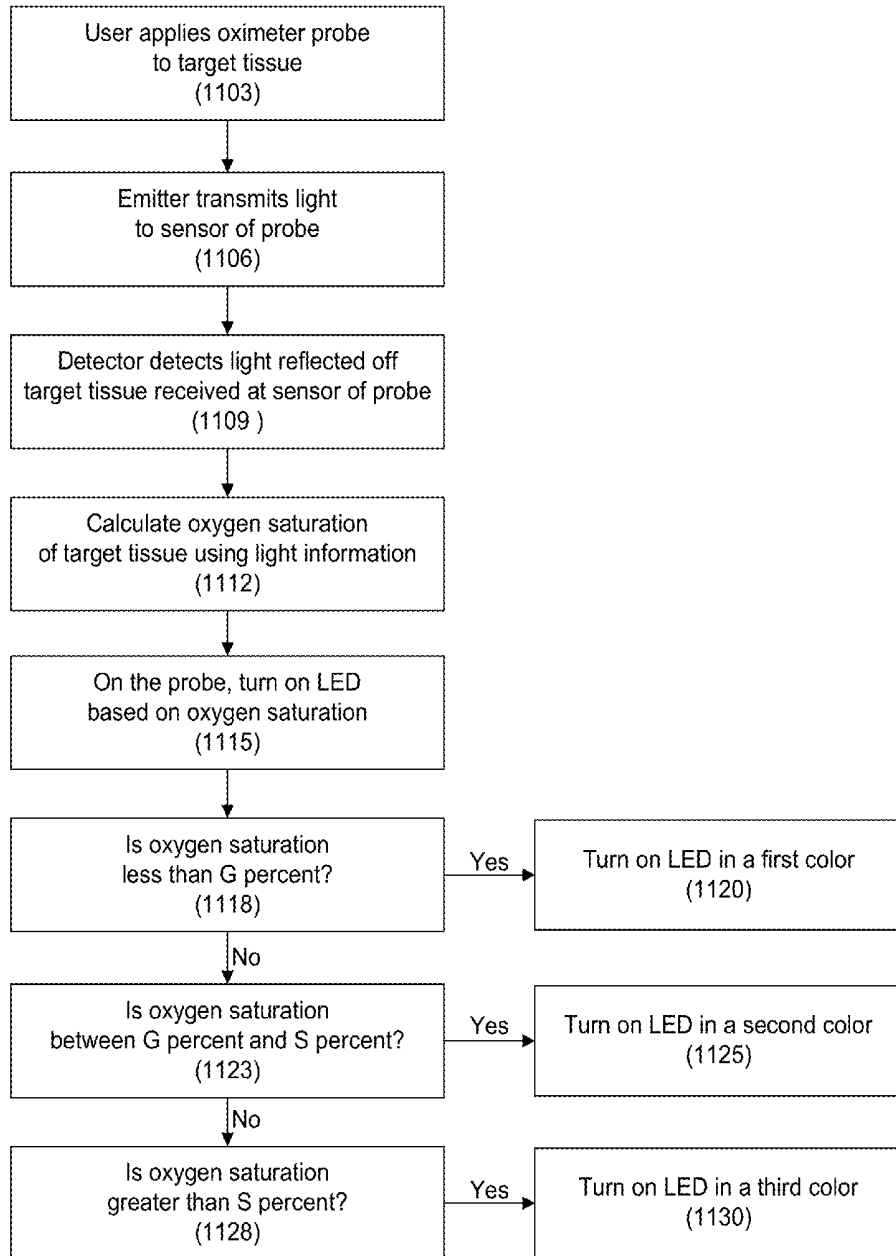 User applies oximeter probe
to target tissue
(1103)
Emitter transmits light
to sensor of probe
(1106)
Detector detects light reflected off
target tissue received at sensor of probe
(1109 )
Calculate oxygen saturation
of target tissue using light information
(1112)
On the probe, turn on LED
based on oxygen saturation
(1115)
Is oxygen saturation
less than G percent?
(1118)
Yes
Turn on LED in a first color
(1120)
No
Is oxygen saturation
between G percent and S percent?
(1123)
Yes
Turn on LED in a second color
(1125)
No
Is oxygen saturation
greater than S percent?
(1128)
Yes
Turn on LED in a third color
(1130)